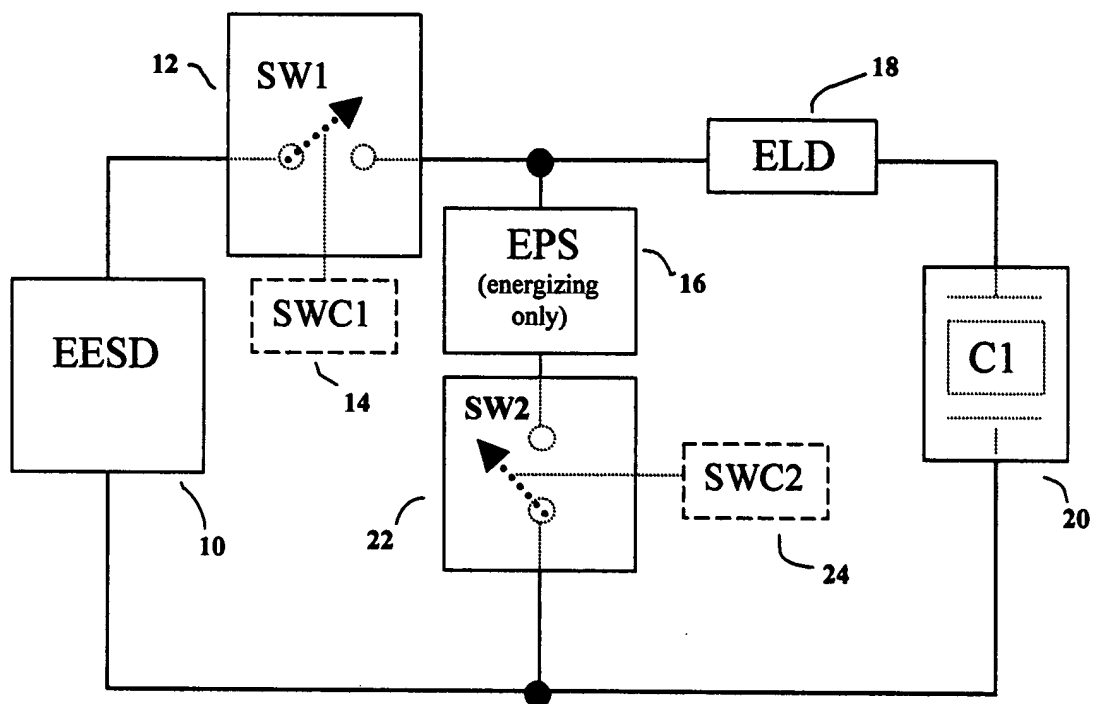 12
SW1
18
ELD
EPS
(energizing
only)
16
SWC1
14
EESD
C1
SW2
SWC2
22
10
24
20